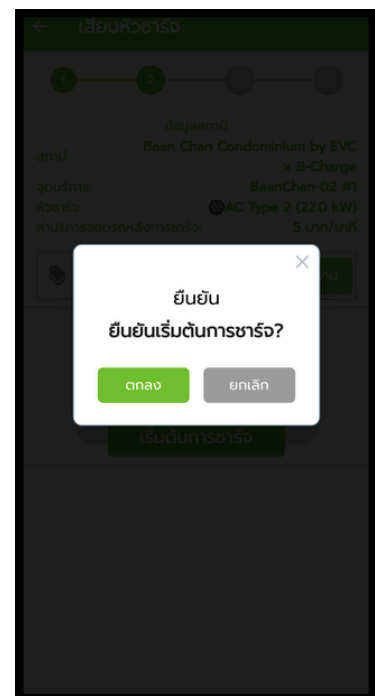 ← เสียบหัวชาร์จ
1 2 3 4
ข้อมูลสถานี
สถานี: Baan Chan Condominium by EVC
x B-Charge
จุดบริการ: BaanChan-02 #1
หัวชาร์จ: AC Type 2 (22.0 kW)
ค่าบริการจอดรถหลังการชาร์จ: 5 บาท/นาที
ยืนยัน
ยืนยันเริ่มต้นการชาร์จ?
ตกลง ยกเลิก
เริ่มต้นการชาร์จ